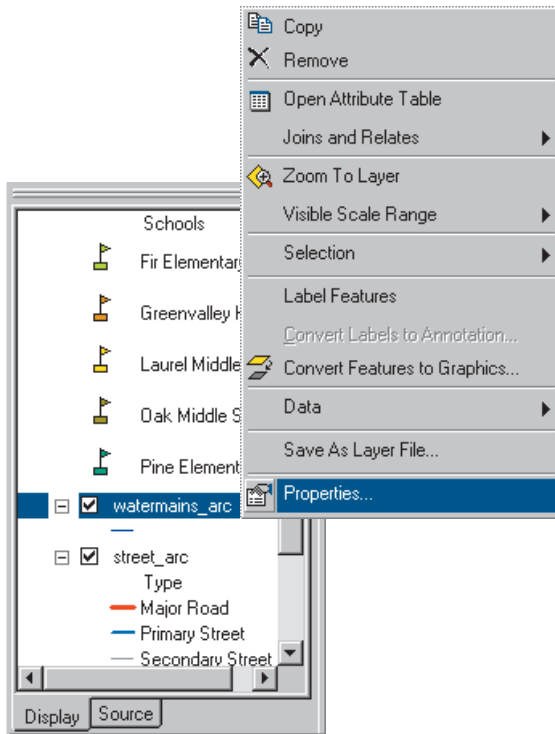 Copy
Remove
Open Attribute Table
Joins and Relates
Zoom To Layer
Visible Scale Range
Selection
Label Features
Convert Labels to Annotation...
Convert Features to Graphics...
Data
Save As Layer File...
Properties...
Schools
Fir Elementar
Greenvalley
Laurel Middle
Oak Middle S
Pine Element
watermains_arc
street_arc
Type
Major Road
Primary Street
Secondary Street
Display
Source